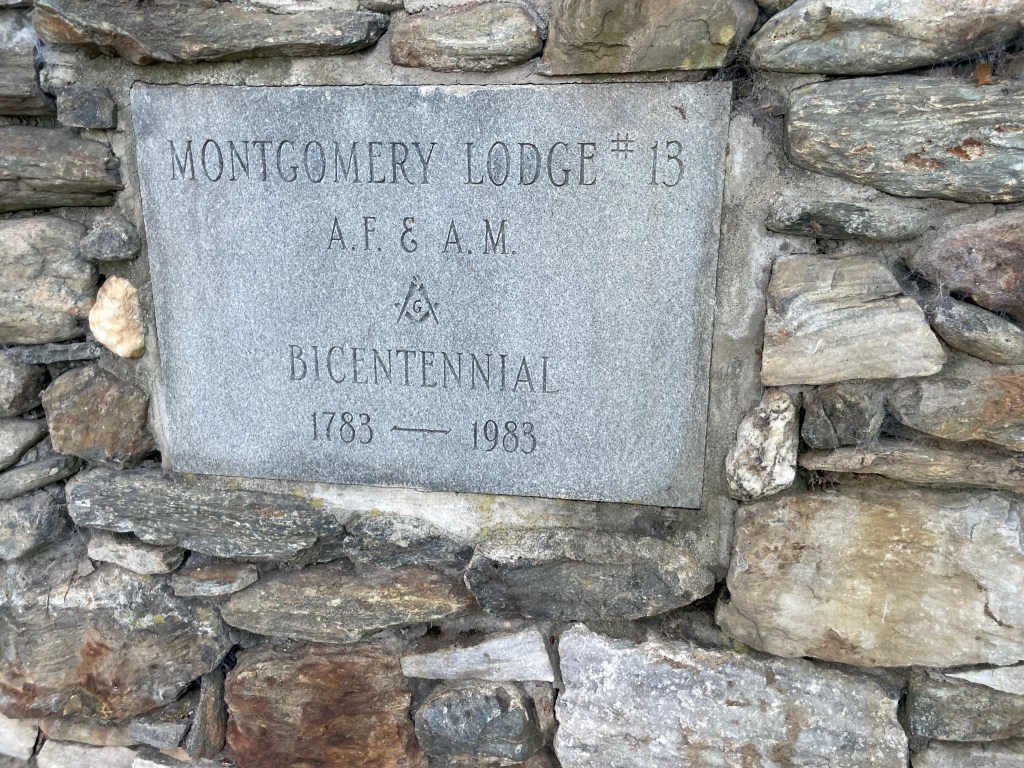 MONTGOMERY LODGE # 13
A.F. & A.M.
G
BICENTENNIAL
1783 — 1983